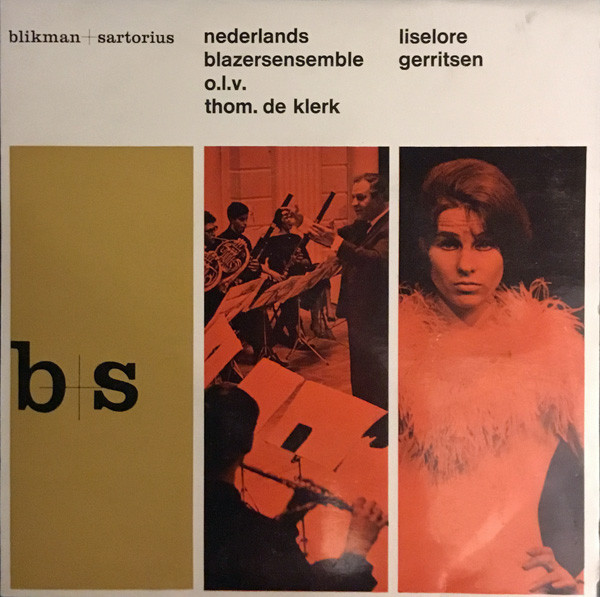 blikman+sartorius
nederlands
blazersensemble
o.l.v.
thom. de klerk
liselore
gerritsen
b+s